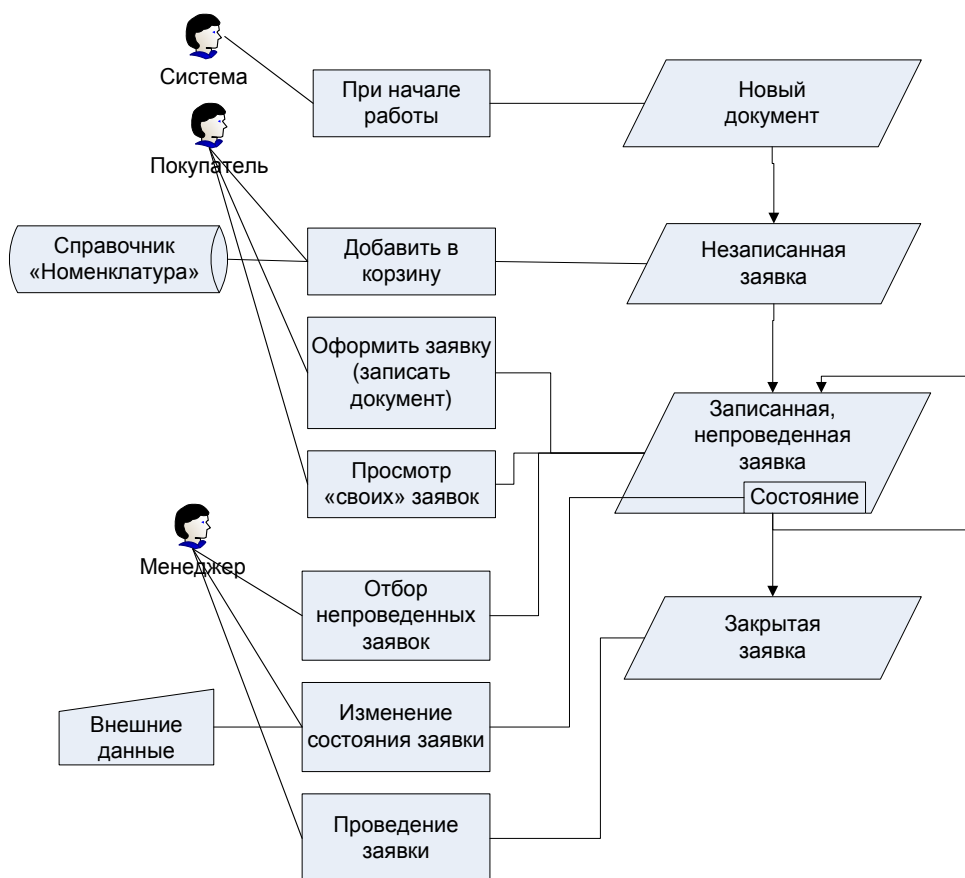 Система
При начале
работы
Новый
документ
Покупатель
Справочник
«Номенклатура»
Добавить в
корзину
Незаписанная
заявка
Оформить заявку
(записать
документ)
Записанная,
непроведенная
заявка
Состояние
Просмотр
«своих» заявок
Менеджер
Отбор
непроведенных
заявок
Закрытая
заявка
Внешние
данные
Изменение
состояния заявки
Проведение
заявки